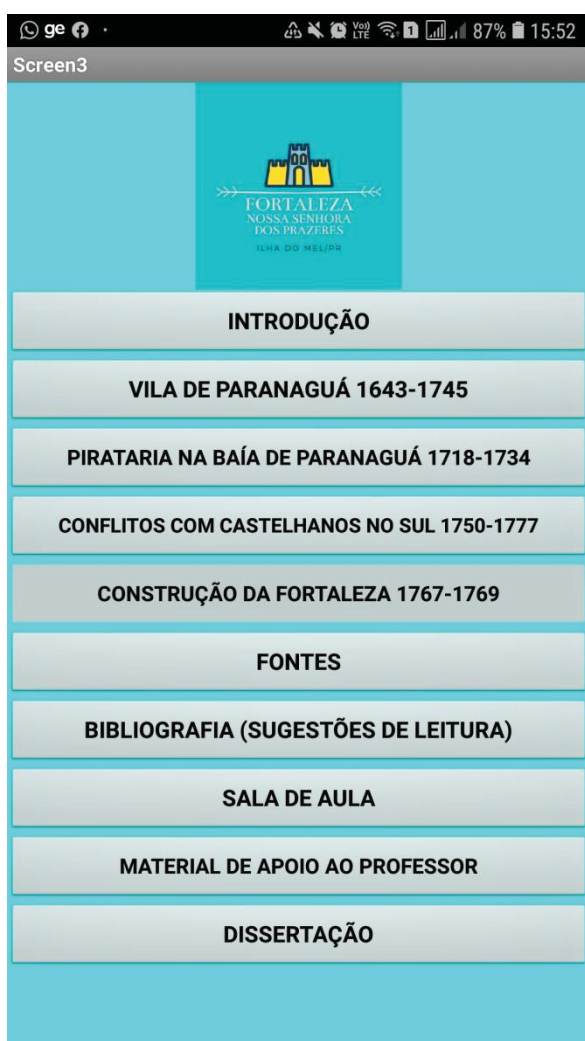 ge VoLTE 1 87% 15:52
Screen3
FORTALEZA
NOSSA SENHORA
DOS PRAZERES
ILHA DO MEL/PR
INTRODUÇÃO
VILA DE PARANAGUÁ 1643-1745
PIRATARIA NA BAÍA DE PARANAGUÁ 1718-1734
CONFLITOS COM CASTELHANOS NO SUL 1750-1777
CONSTRUÇÃO DA FORTALEZA 1767-1769
FONTES
BIBLIOGRAFIA (SUGESTÕES DE LEITURA)
SALA DE AULA
MATERIAL DE APOIO AO PROFESSOR
DISSERTAÇÃO